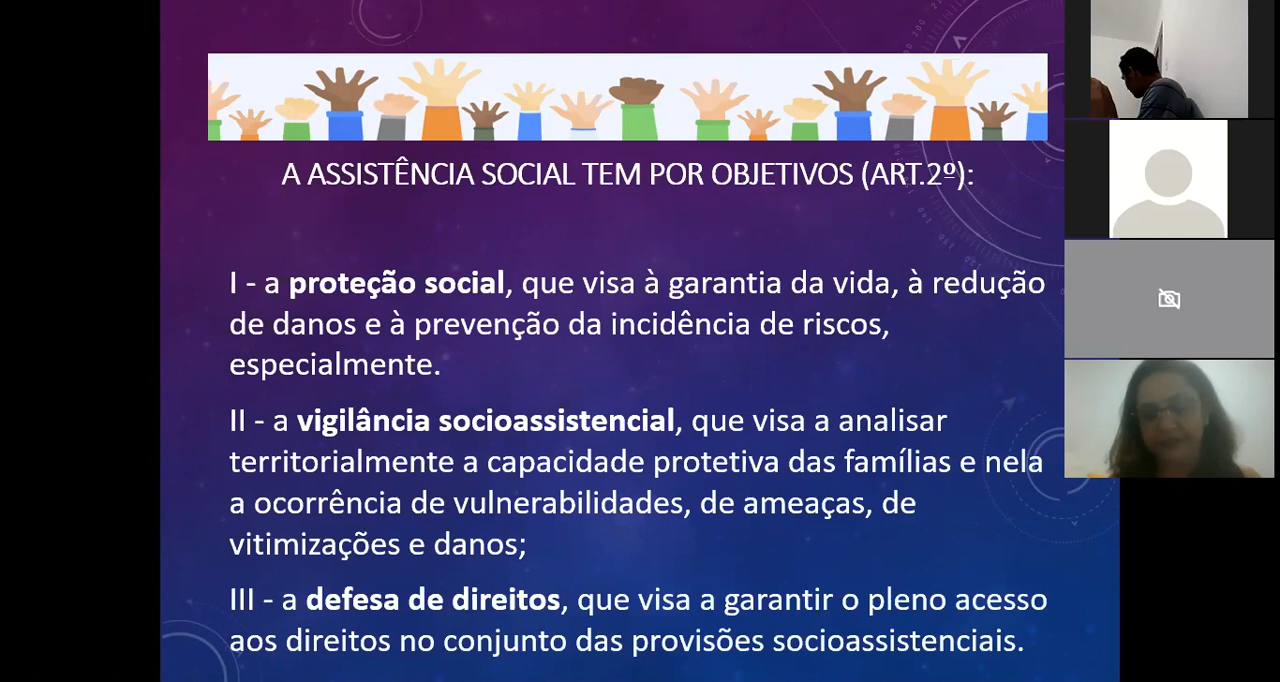 A ASSISTÊNCIA SOCIAL TEM POR OBJETIVOS (ART.2º):
I - a proteção social, que visa à garantia da vida, à redução
de danos e à prevenção da incidência de riscos,
especialmente.
II - a vigilância socioassistencial, que visa a analisar
territorialmente a capacidade protetiva das famílias e nela
a ocorrência de vulnerabilidades, de ameaças, de
vitimizações e danos;
III - a defesa de direitos, que visa a garantir o pleno acesso
aos direitos no conjunto das provisões socioassistenciais.